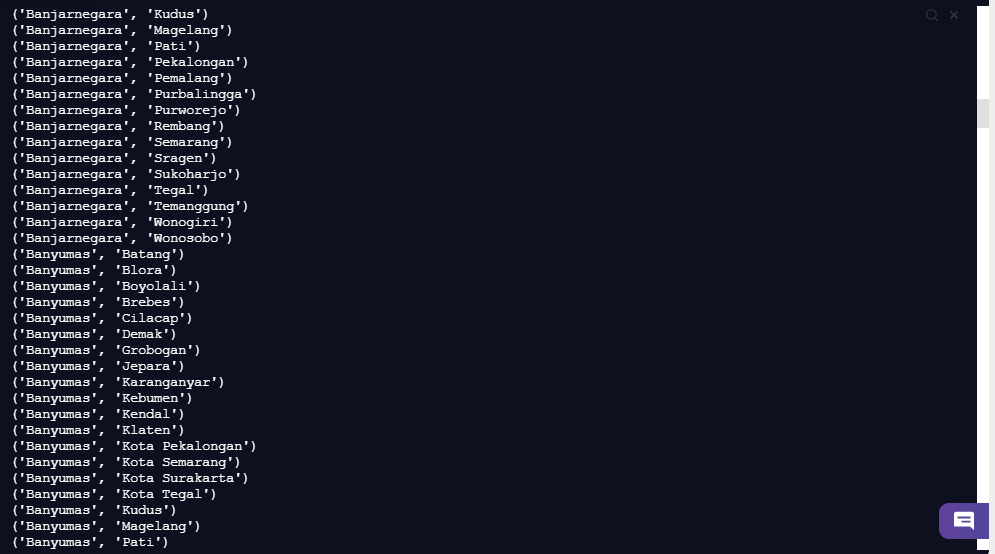 ('Banjarnegara', 'Kudus')
('Banjarnegara', 'Magelang')
('Banjarnegara', 'Pati')
('Banjarnegara', 'Pekalongan')
('Banjarnegara', 'Pemalang')
('Banjarnegara', 'Purbalingga')
('Banjarnegara', 'Purworejo')
('Banjarnegara', 'Rembang')
('Banjarnegara', 'Semarang')
('Banjarnegara', 'Sragen')
('Banjarnegara', 'Sukoharjo')
('Banjarnegara', 'Tegal')
('Banjarnegara', 'Temanggung')
('Banjarnegara', 'Wonogiri')
('Banjarnegara', 'Wonosobo')
('Banyumas', 'Batang')
('Banyumas', 'Blora')
('Banyumas', 'Boyolali')
('Banyumas', 'Brebes')
('Banyumas', 'Cilacap')
('Banyumas', 'Demak')
('Banyumas', 'Grobogan')
('Banyumas', 'Jepara')
('Banyumas', 'Karanganyar')
('Banyumas', 'Kebumen')
('Banyumas', 'Kendal')
('Banyumas', 'Klaten')
('Banyumas', 'Kota Pekalongan')
('Banyumas', 'Kota Semarang')
('Banyumas', 'Kota Surakarta')
('Banyumas', 'Kota Tegal')
('Banyumas', 'Kudus')
('Banyumas', 'Magelang')
('Banyumas', 'Pati')